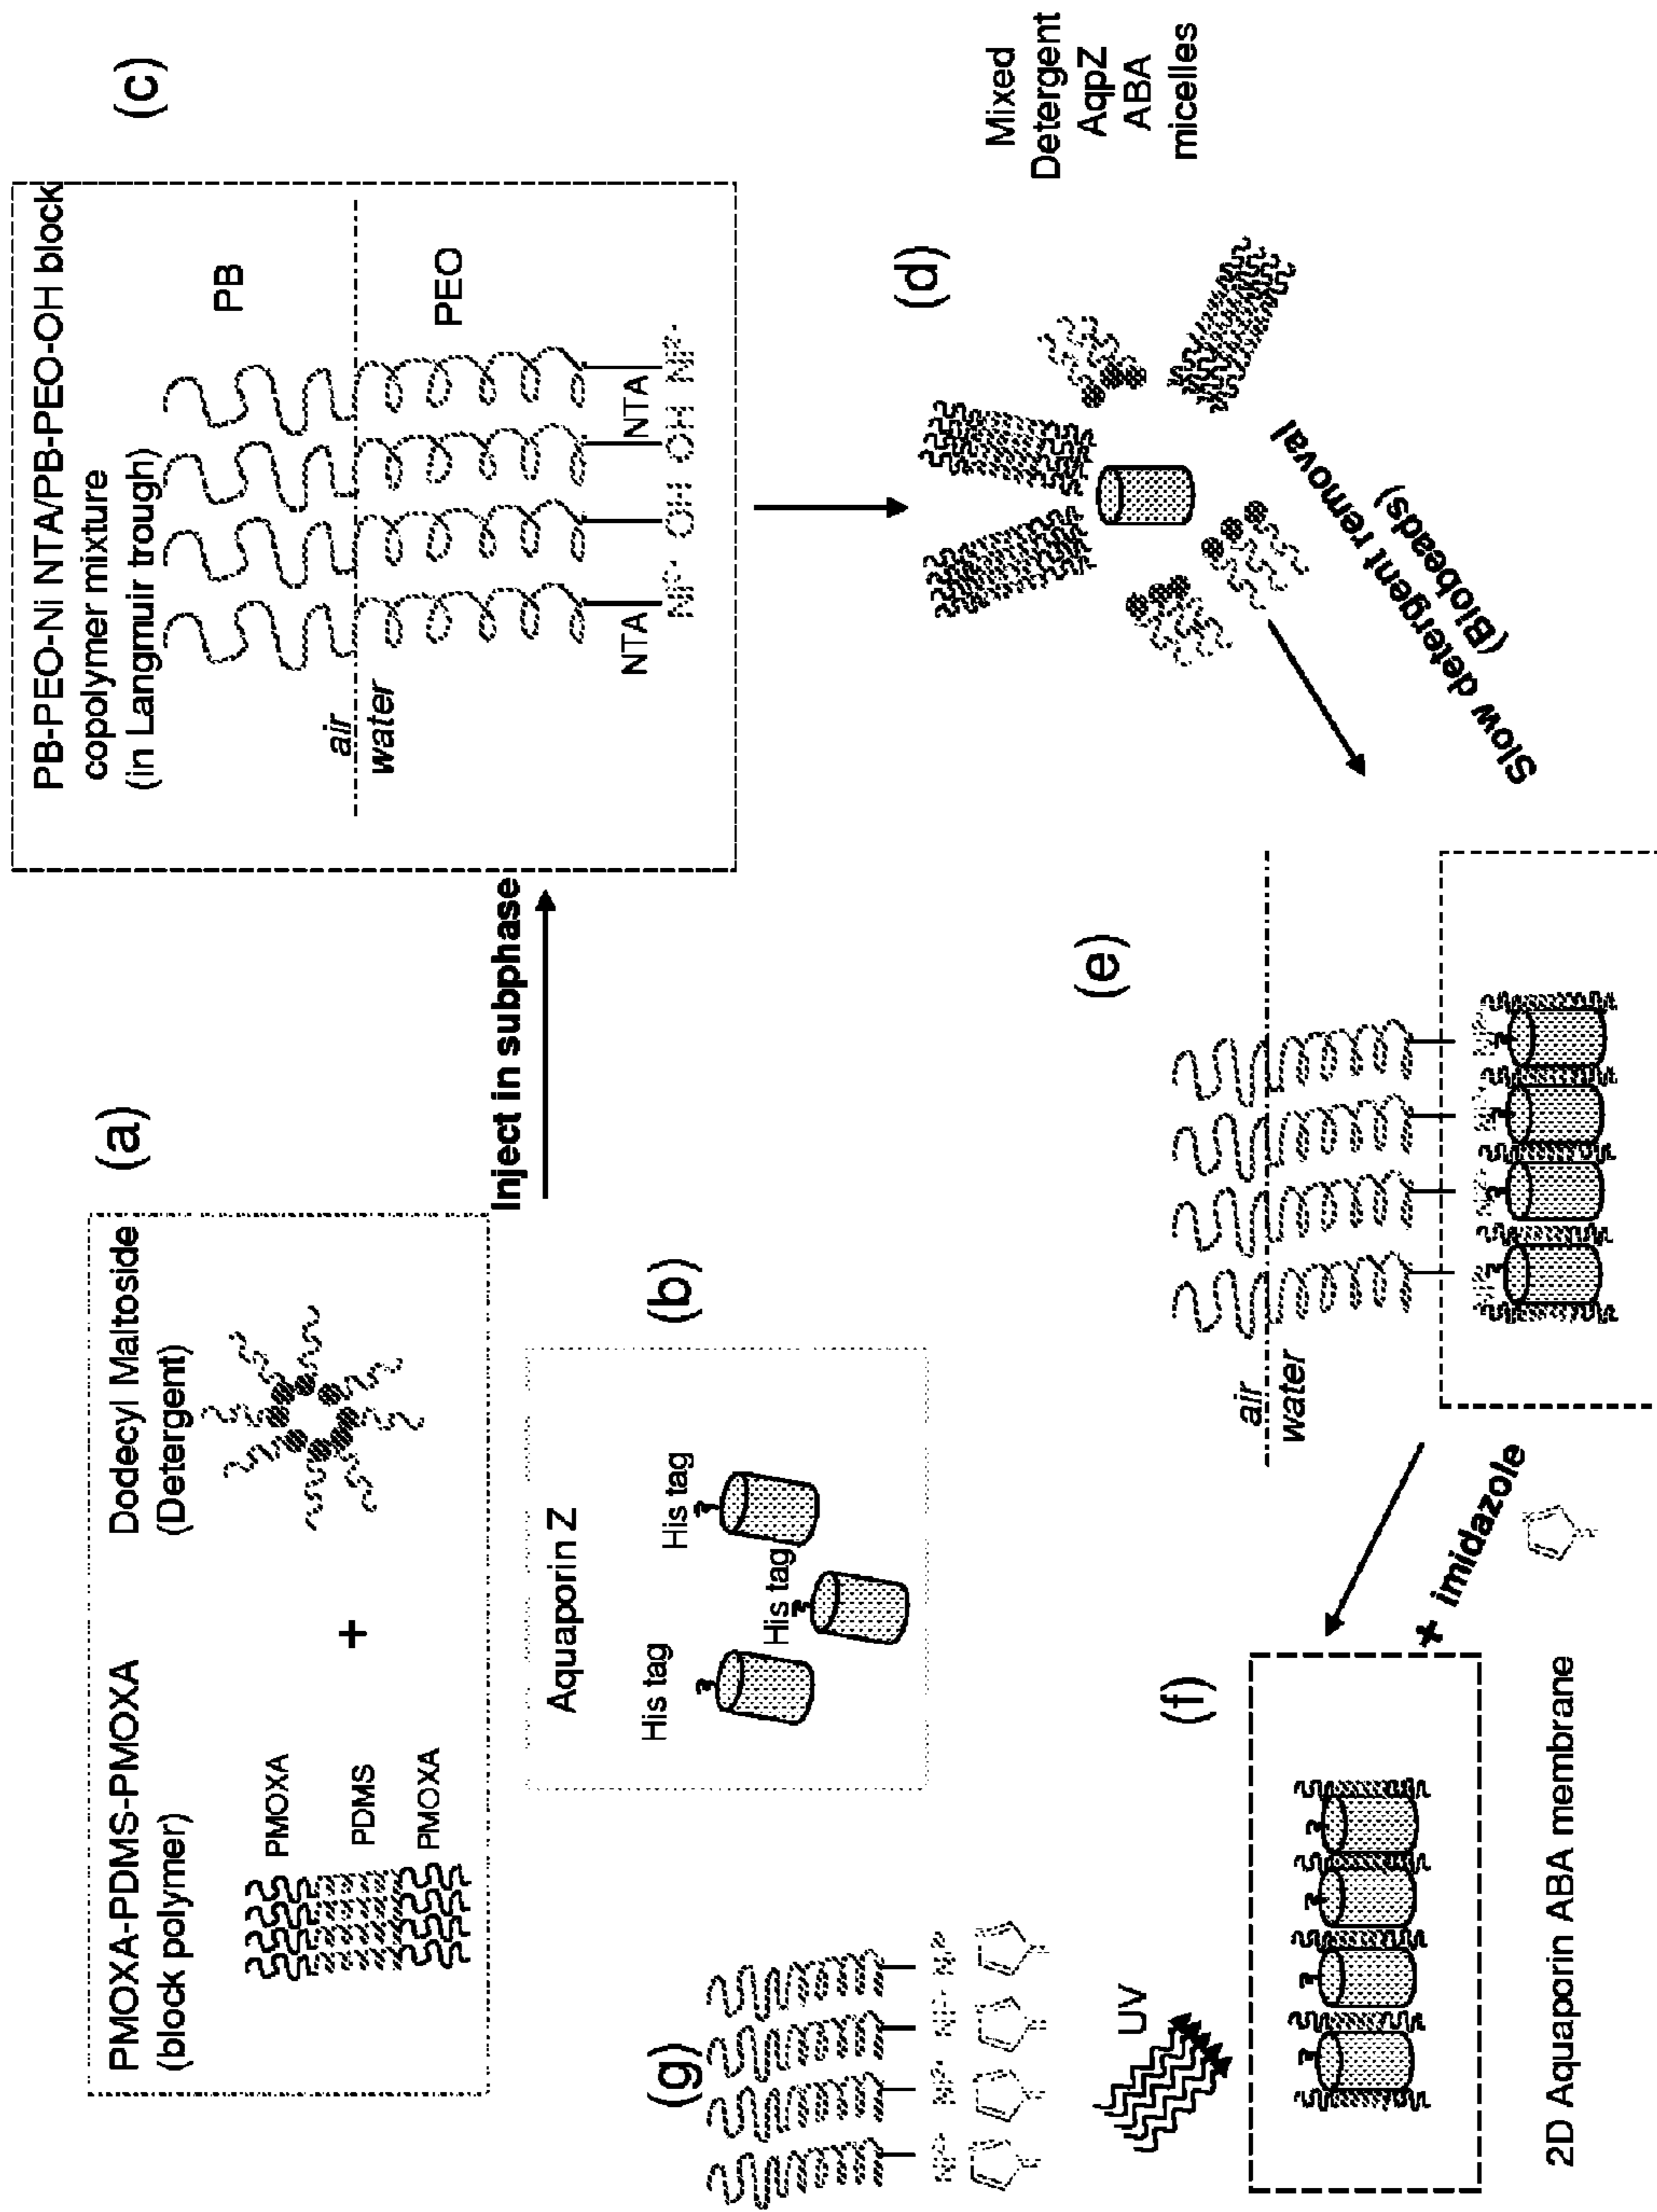 (a)
PMOXA-PDMS-PMOXA
(block polymer)
PMOXA
PDMS
PMOXA
+
Dodecyl Maltoside
(Detergent)
(b)
Aquaporin Z
His tag
His tag
His tag
Inject in subphase
(c)
PB-PEO-Ni NTA/PB-PEO-OH block
copolymer mixture
(in Langmuir trough)
air
water
PB
PEO
NTA
NTA
OH
OH
(d)
Mixed
Detergent
AqpZ
ABA
micelles
Slow detergent removal
(Biobeads)
(e)
air
water
+ imidazole
(f)
2D Aquaporin ABA membrane
UV
(g)